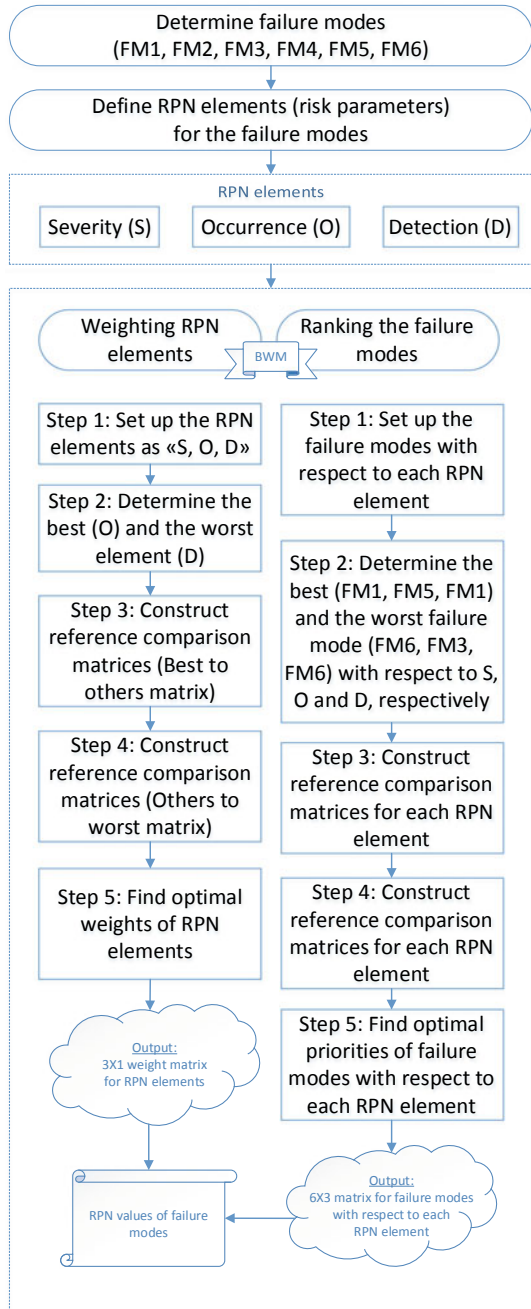 Determine failure modes
(FM1, FM2, FM3, FM4, FM5, FM6)
Define RPN elements (risk parameters)
for the failure modes
RPN elements
Severity (S)
Occurrence (O)
Detection (D)
Weighting RPN
elements
BWM
Ranking the failure
modes
Step 1: Set up the RPN
elements as «S, O, D»
Step 2: Determine the
best (O) and the worst
element (D)
Step 3: Construct
reference comparison
matrices (Best to
others matrix)
Step 4: Construct
reference comparison
matrices (Others to
worst matrix)
Step 5: Find optimal
weights of RPN
elements
Output:
3X1 weight matrix
for RPN elements
Step 1: Set up the
failure modes with
respect to each RPN
element
Step 2: Determine the
best (FM1, FM5, FM1)
and the worst failure
mode (FM6, FM3,
FM6) with respect to S,
O and D, respectively
Step 3: Construct
reference comparison
matrices for each RPN
element
Step 4: Construct
reference comparison
matrices for each RPN
element
Step 5: Find optimal
priorities of failure
modes with respect to
each RPN element
Output:
6X3 matrix for failure modes
with respect to each
RPN element
RPN values of failure
modes